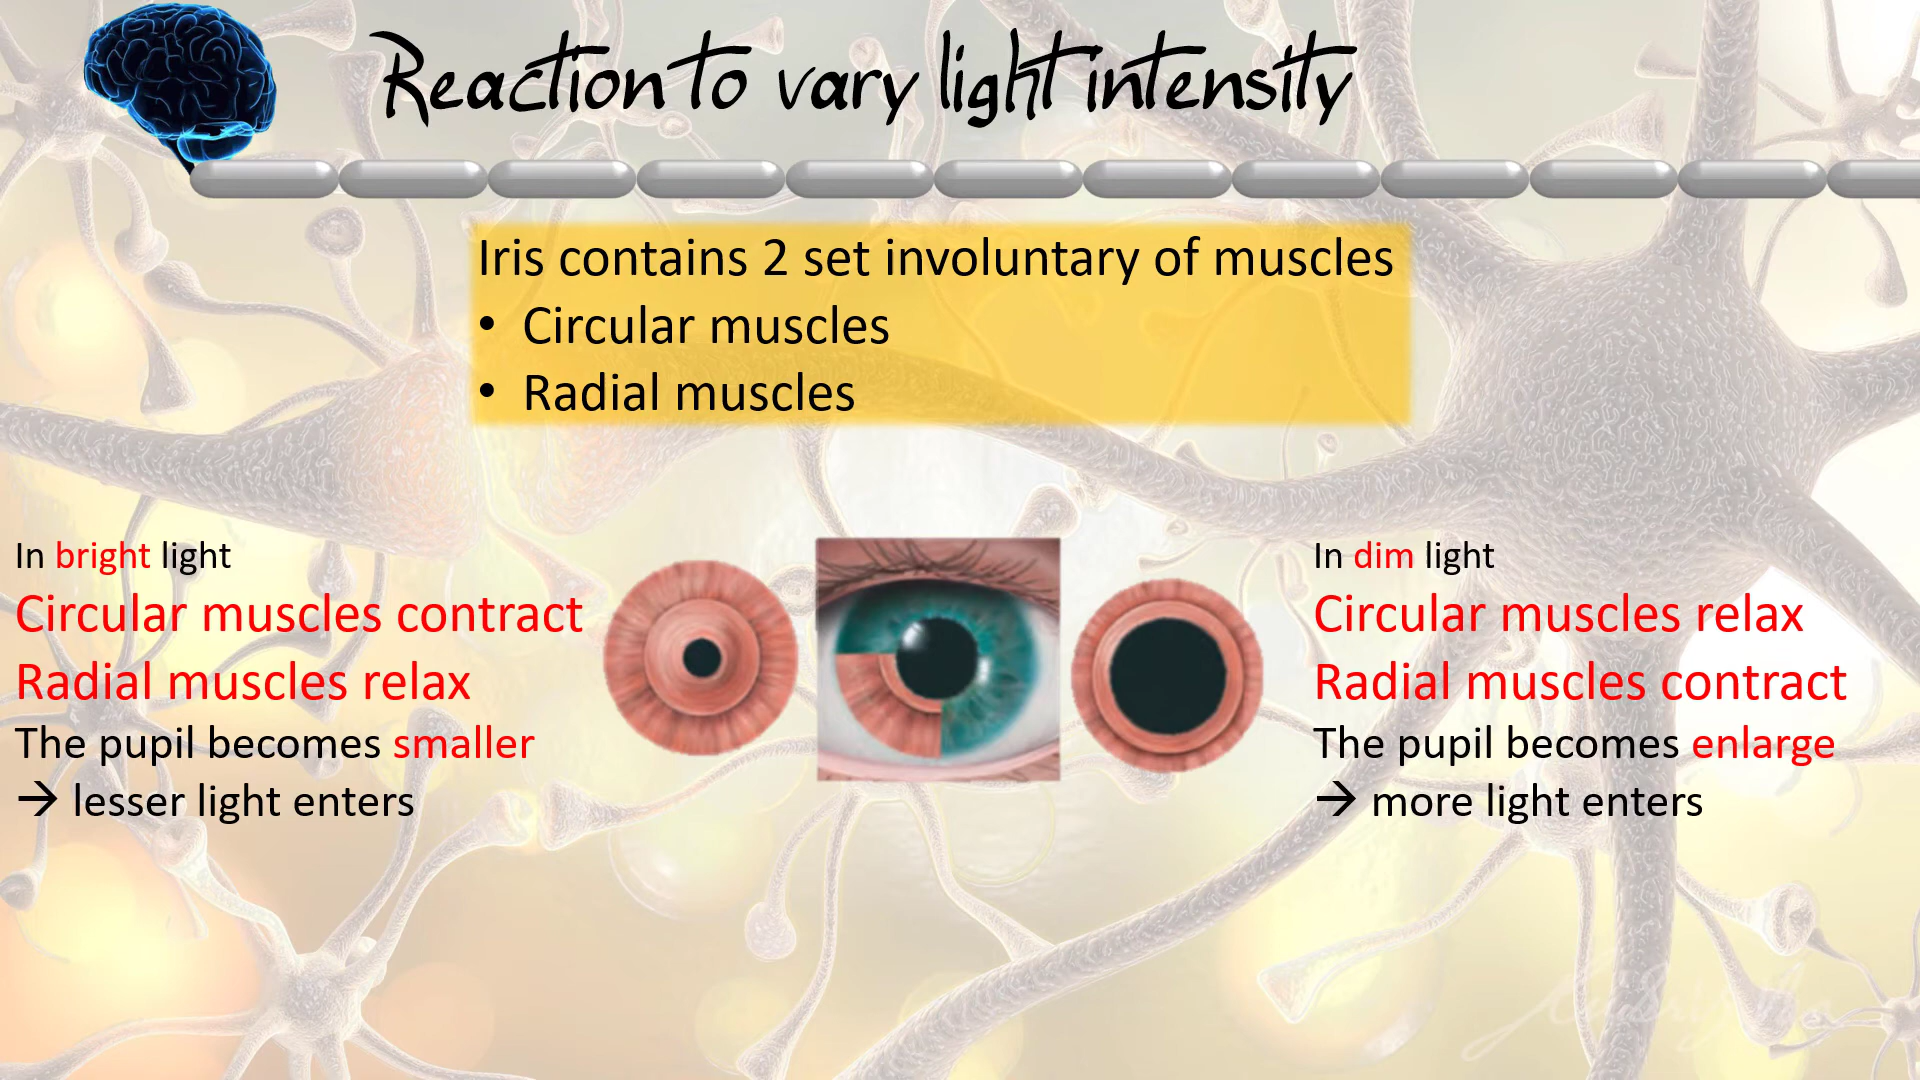 Reaction to vary light intensity
Iris contains 2 set involuntary of muscles
• Circular muscles
• Radial muscles
In bright light
Circular muscles contract
Radial muscles relax
The pupil becomes smaller
→ lesser light enters
In dim light
Circular muscles relax
Radial muscles contract
The pupil becomes enlarge
→ more light enters